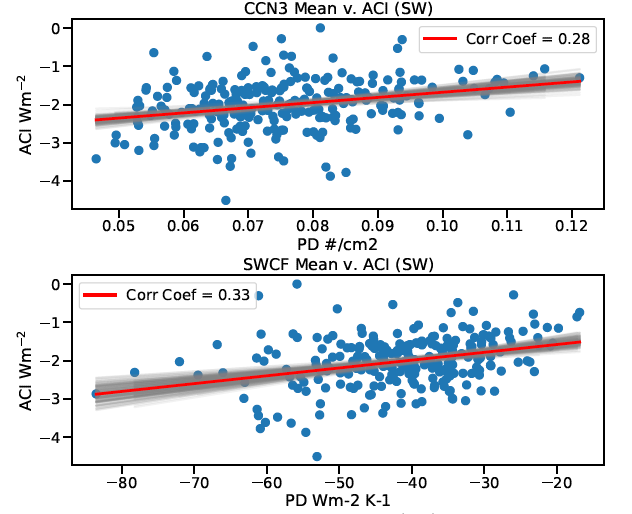 CCN3 Mean v. ACI (SW)
Corr Coef = 0.28
ACI Wm⁻²
0
−1
−2
−3
−4
0.05 0.06 0.07 0.08 0.09 0.10 0.11 0.12
PD #/cm2
SWCF Mean v. ACI (SW)
Corr Coef = 0.33
ACI Wm⁻²
0
−1
−2
−3
−4
−80 −70 −60 −50 −40 −30 −20
PD Wm-2 K-1